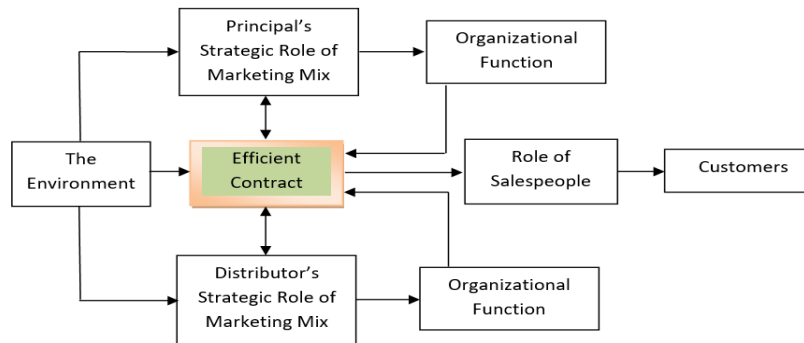 Principal's
Strategic Role of
Marketing Mix
Organizational
Function
The
Environment
Efficient
Contract
Role of
Salespeople
Customers
Distributor's
Strategic Role of
Marketing Mix
Organizational
Function